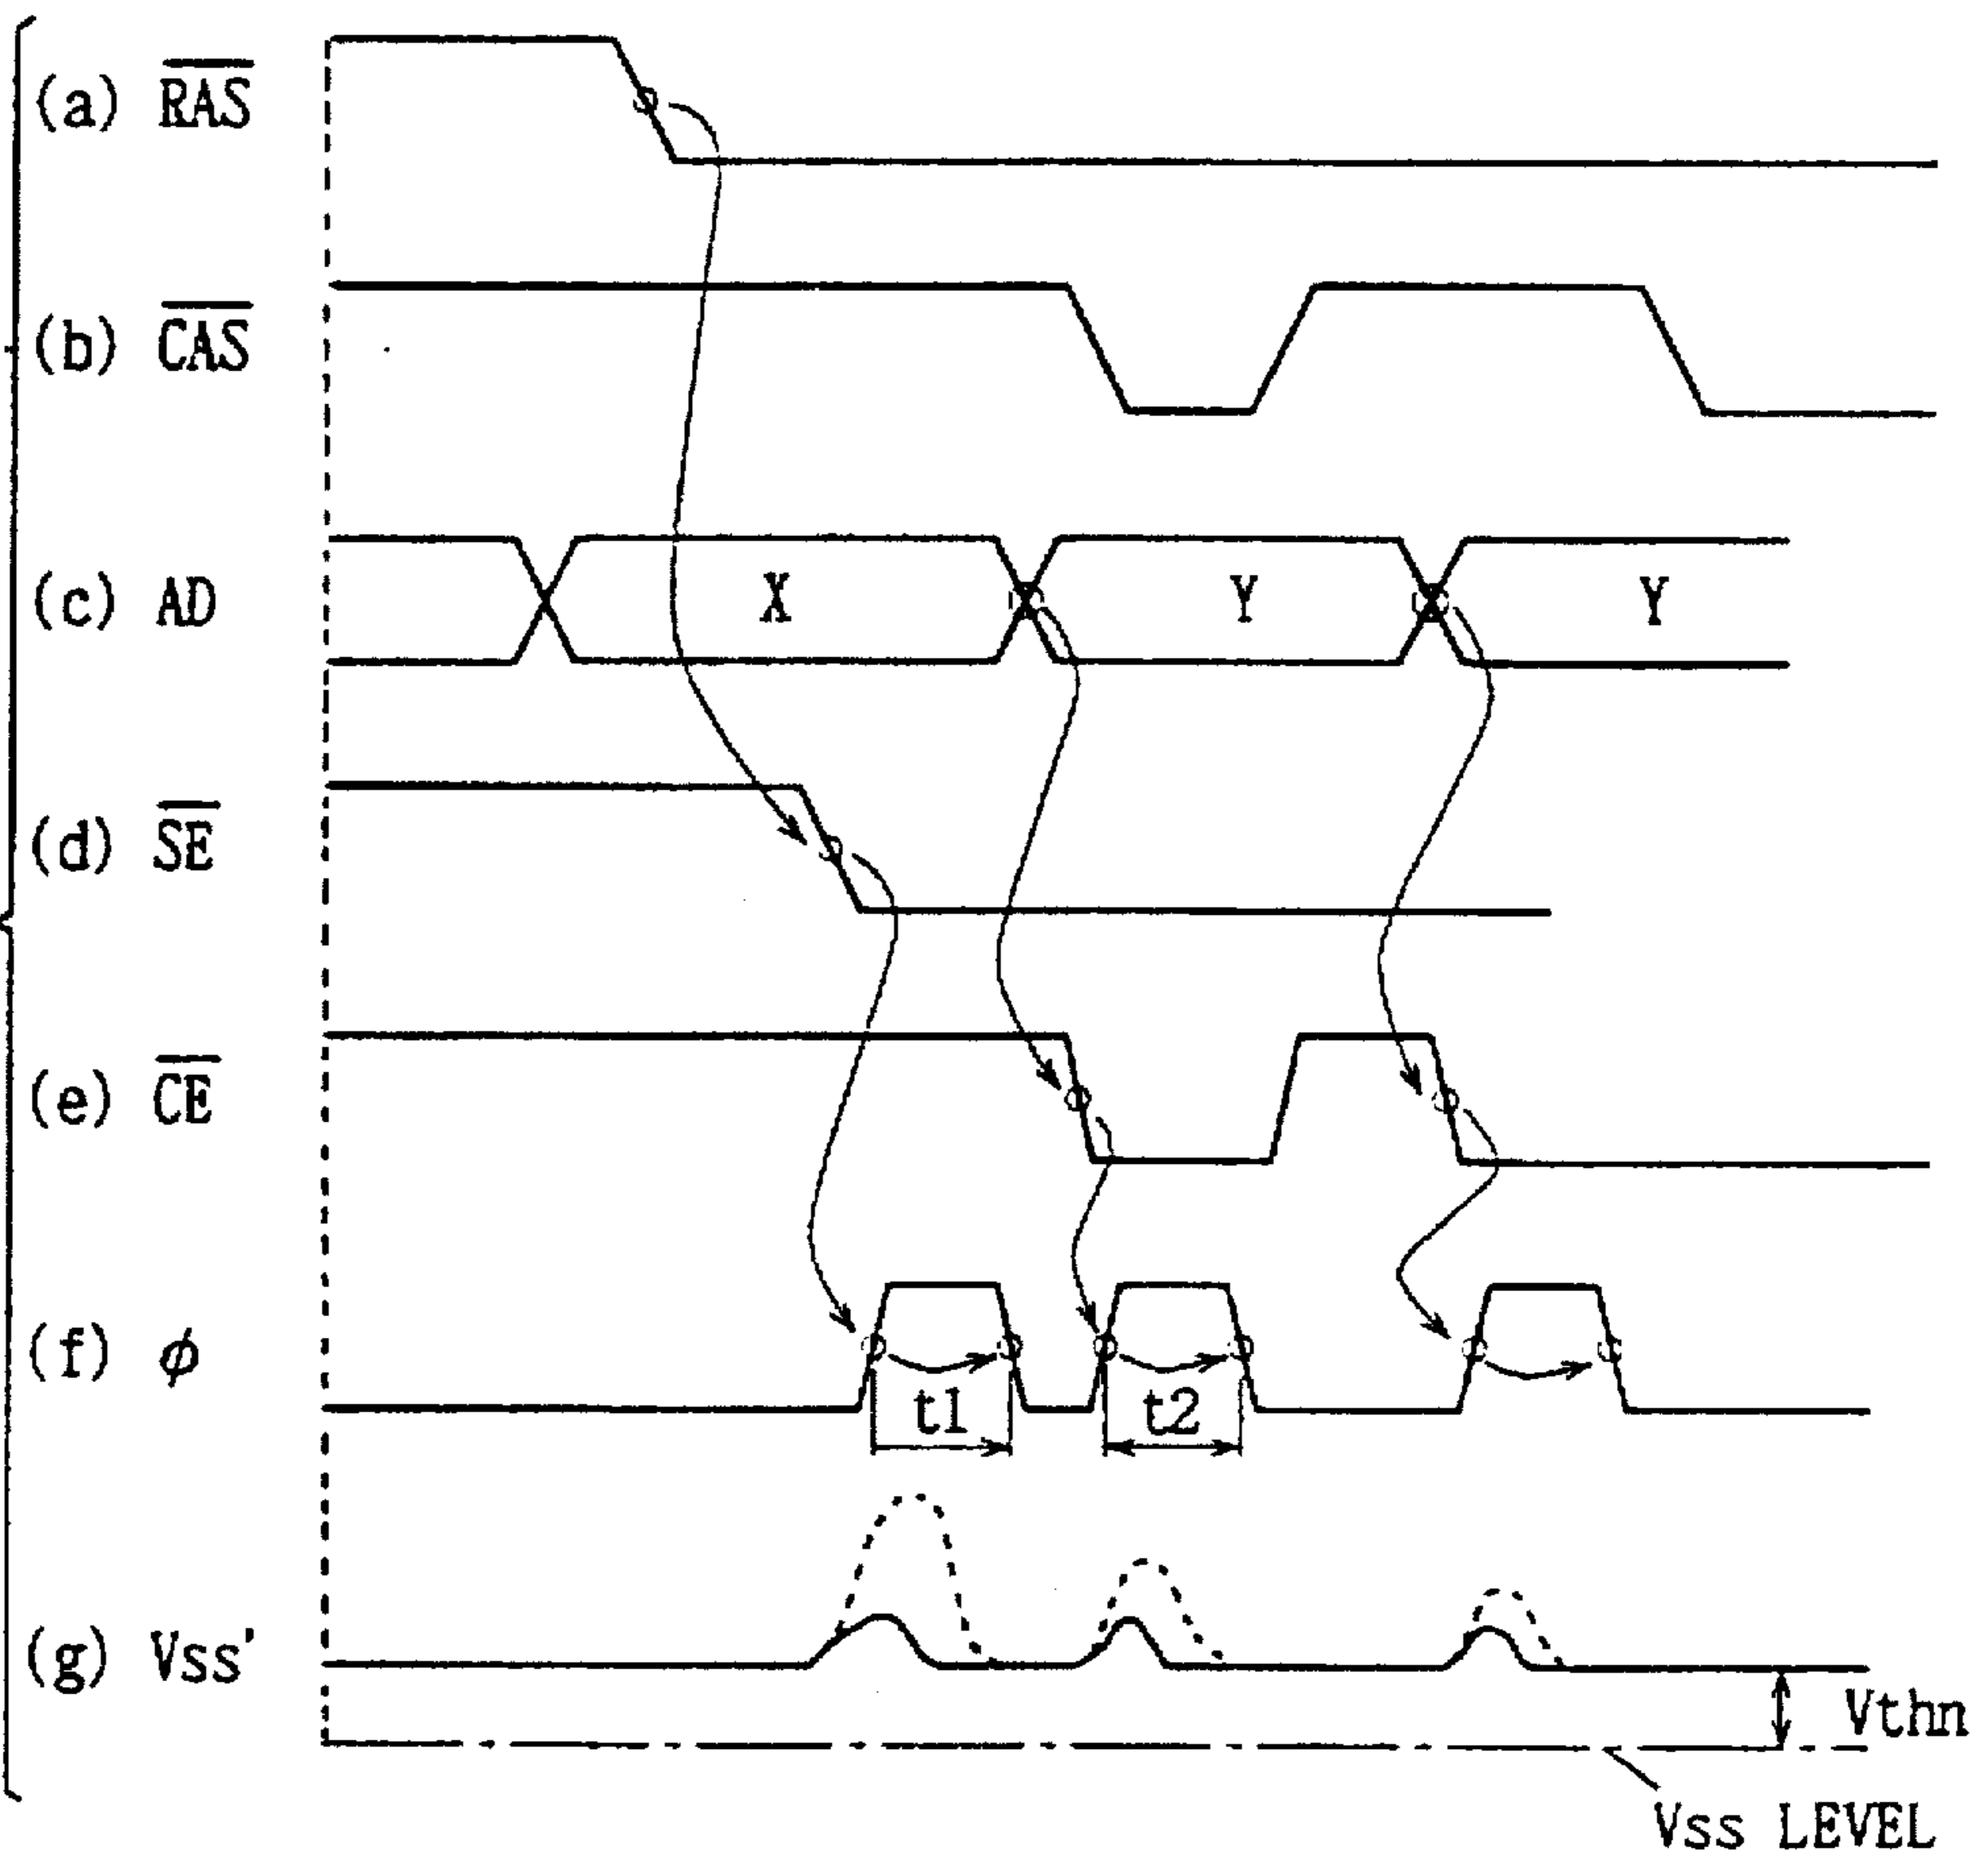 (a) RAS
(b) CAS
(c) AD X Y Y
(d) SE
(e) CE
(f) ϕ
t1 t2
(g) Vss'
Vthn
Vss LEVEL